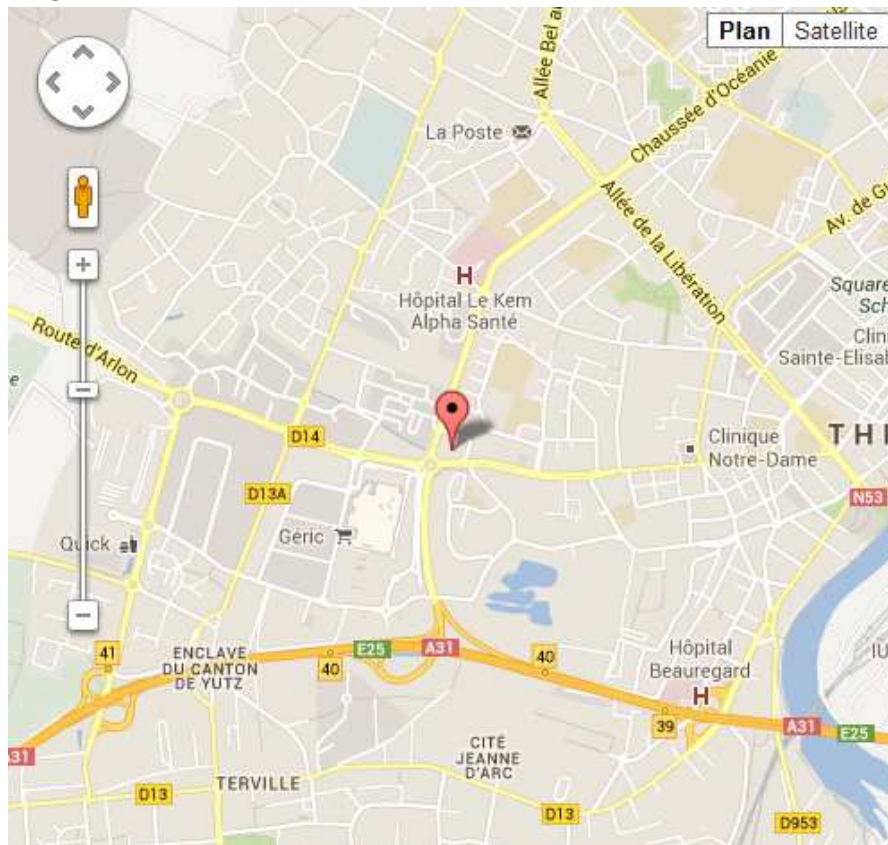 Plan
Satellite
Allée Bel a
Chaussée d'Océanie
La Poste
Allée de la Libération
Av. de G
H
Hôpital Le Kem
Alpha Santé
Square
Sch
Clin
Sainte-Elisa
Route d'Arlon
e
D14
Clinique
Notre-Dame
THI
D13A
N53
Géric
Quick
41
ENCLAVE
DU CANTON
DE YUTZ
40
E25
A31
40
Hôpital
Beauregard
H
IU
39
A31
E25
A31
CITÉ
JEANNE
D'ARC
TERVILLE
D13
D13
D953